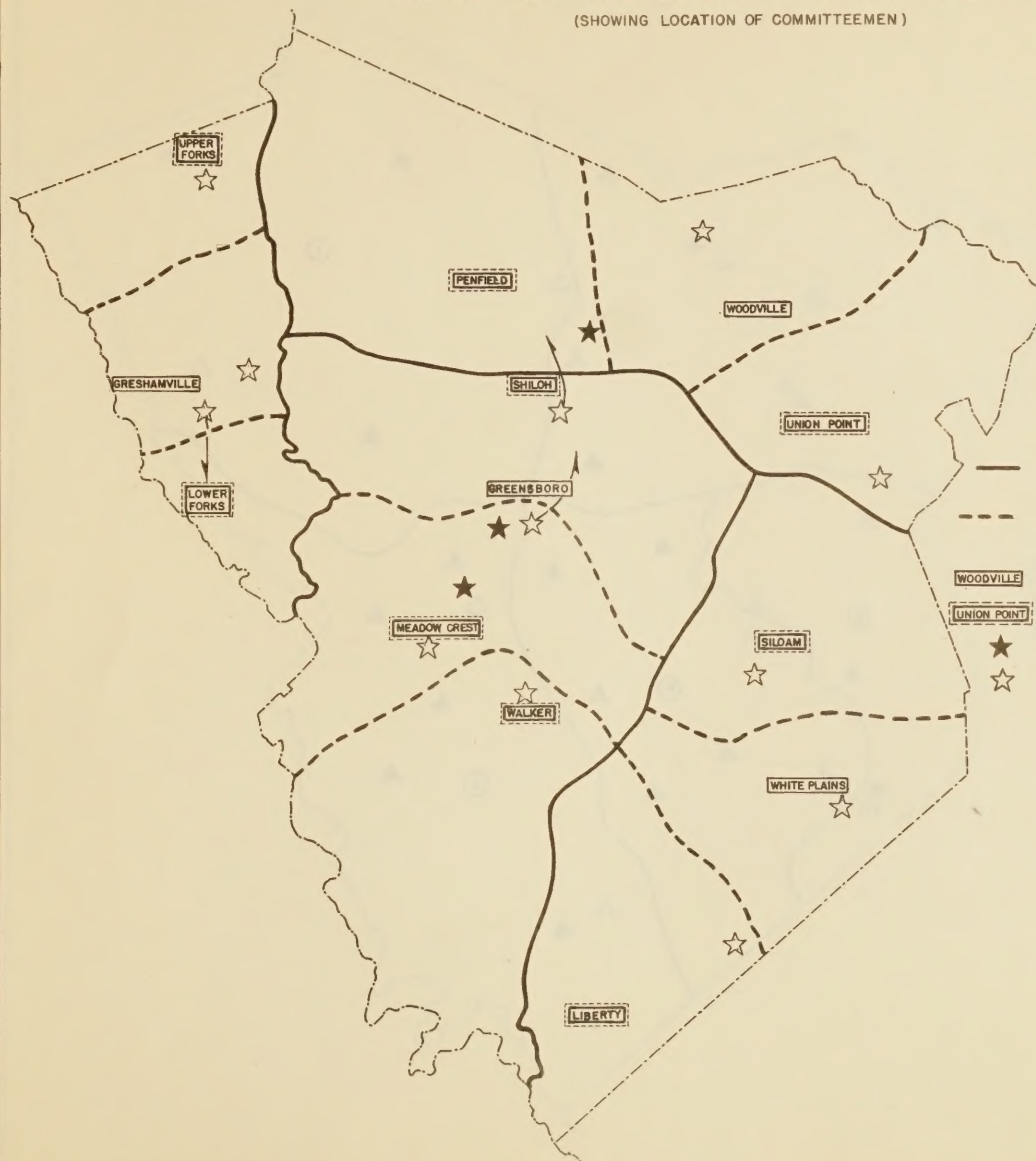 (SHOWING LOCATION OF COMMITTEEMEN)
UPPER
FORKS
PENFIELD
WOODVILLE
GRESHAMVILLE
SHILOH
UNION POINT
LOWER
FORKS
GREENSBORO
WOODVILLE
UNION POINT
MEADOW CREST
SILOAM
WALKER
WHITE PLAINS
LIBERTY